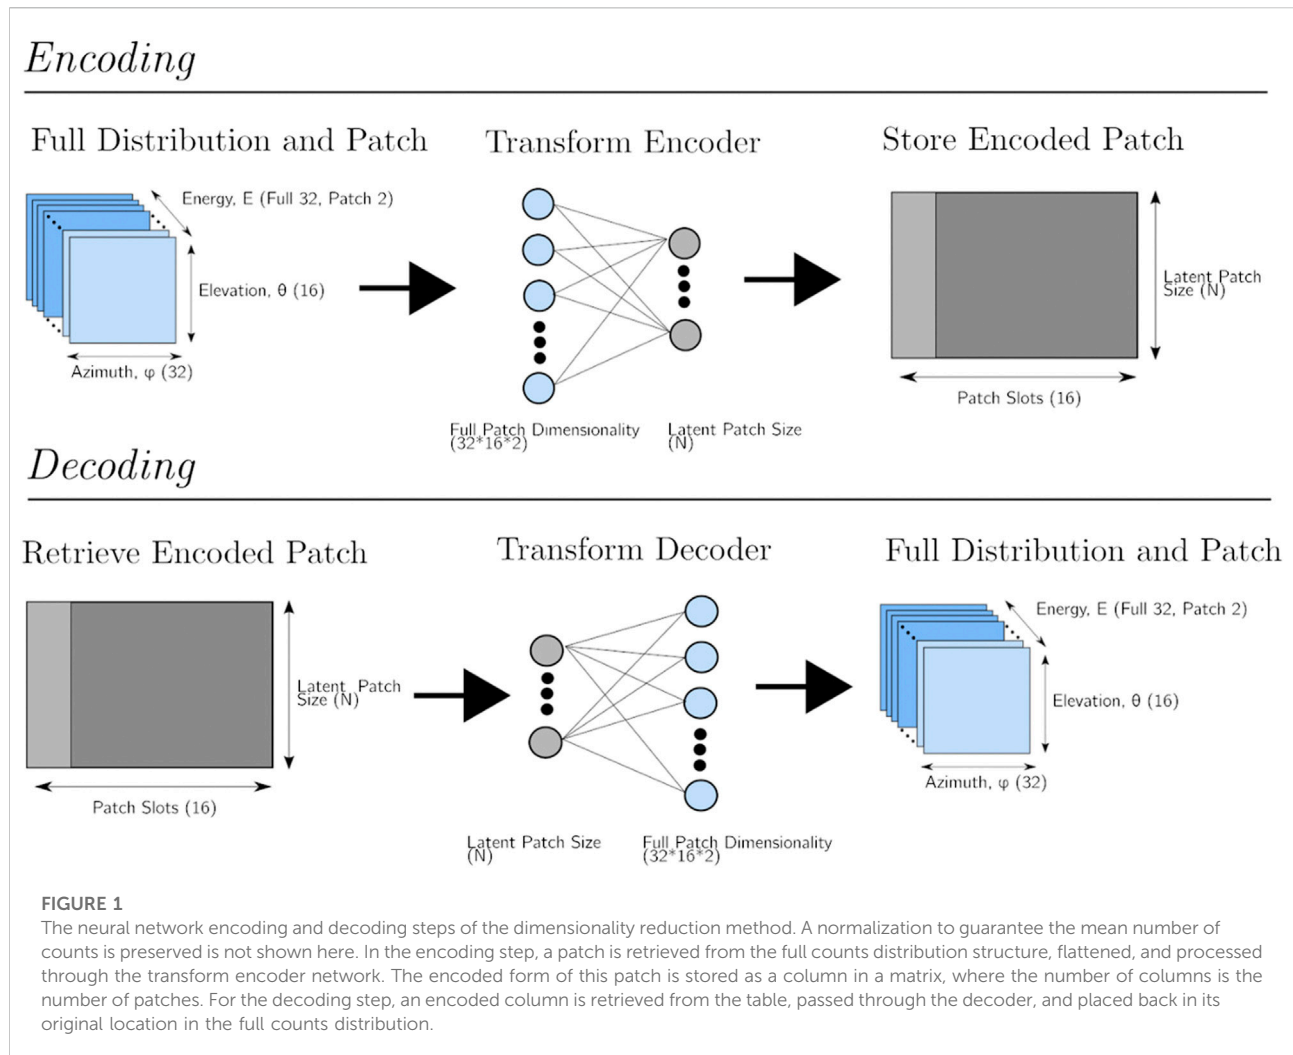 Encoding
Full Distribution and Patch
Transform Encoder
Store Encoded Patch
Energy, E (Full 32, Patch 2)
Elevation, θ (16)
Azimuth, φ (32)
Full Patch Dimensionality
(32*16*2)
Latent Patch Size
(N)
Latent Patch
Size (N)
Patch Slots (16)
Decoding
Retrieve Encoded Patch
Transform Decoder
Full Distribution and Patch
Latent Patch
Size (N)
Patch Slots (16)
Latent Patch Size
(N)
Full Patch Dimensionality
(32*16*2)
Energy, E (Full 32, Patch 2)
Elevation, θ (16)
Azimuth, φ (32)
FIGURE 1
The neural network encoding and decoding steps of the dimensionality reduction method. A normalization to guarantee the mean number of
counts is preserved is not shown here. In the encoding step, a patch is retrieved from the full counts distribution structure, flattened, and processed
through the transform encoder network. The encoded form of this patch is stored as a column in a matrix, where the number of columns is the
number of patches. For the decoding step, an encoded column is retrieved from the table, passed through the decoder, and placed back in its
original location in the full counts distribution.